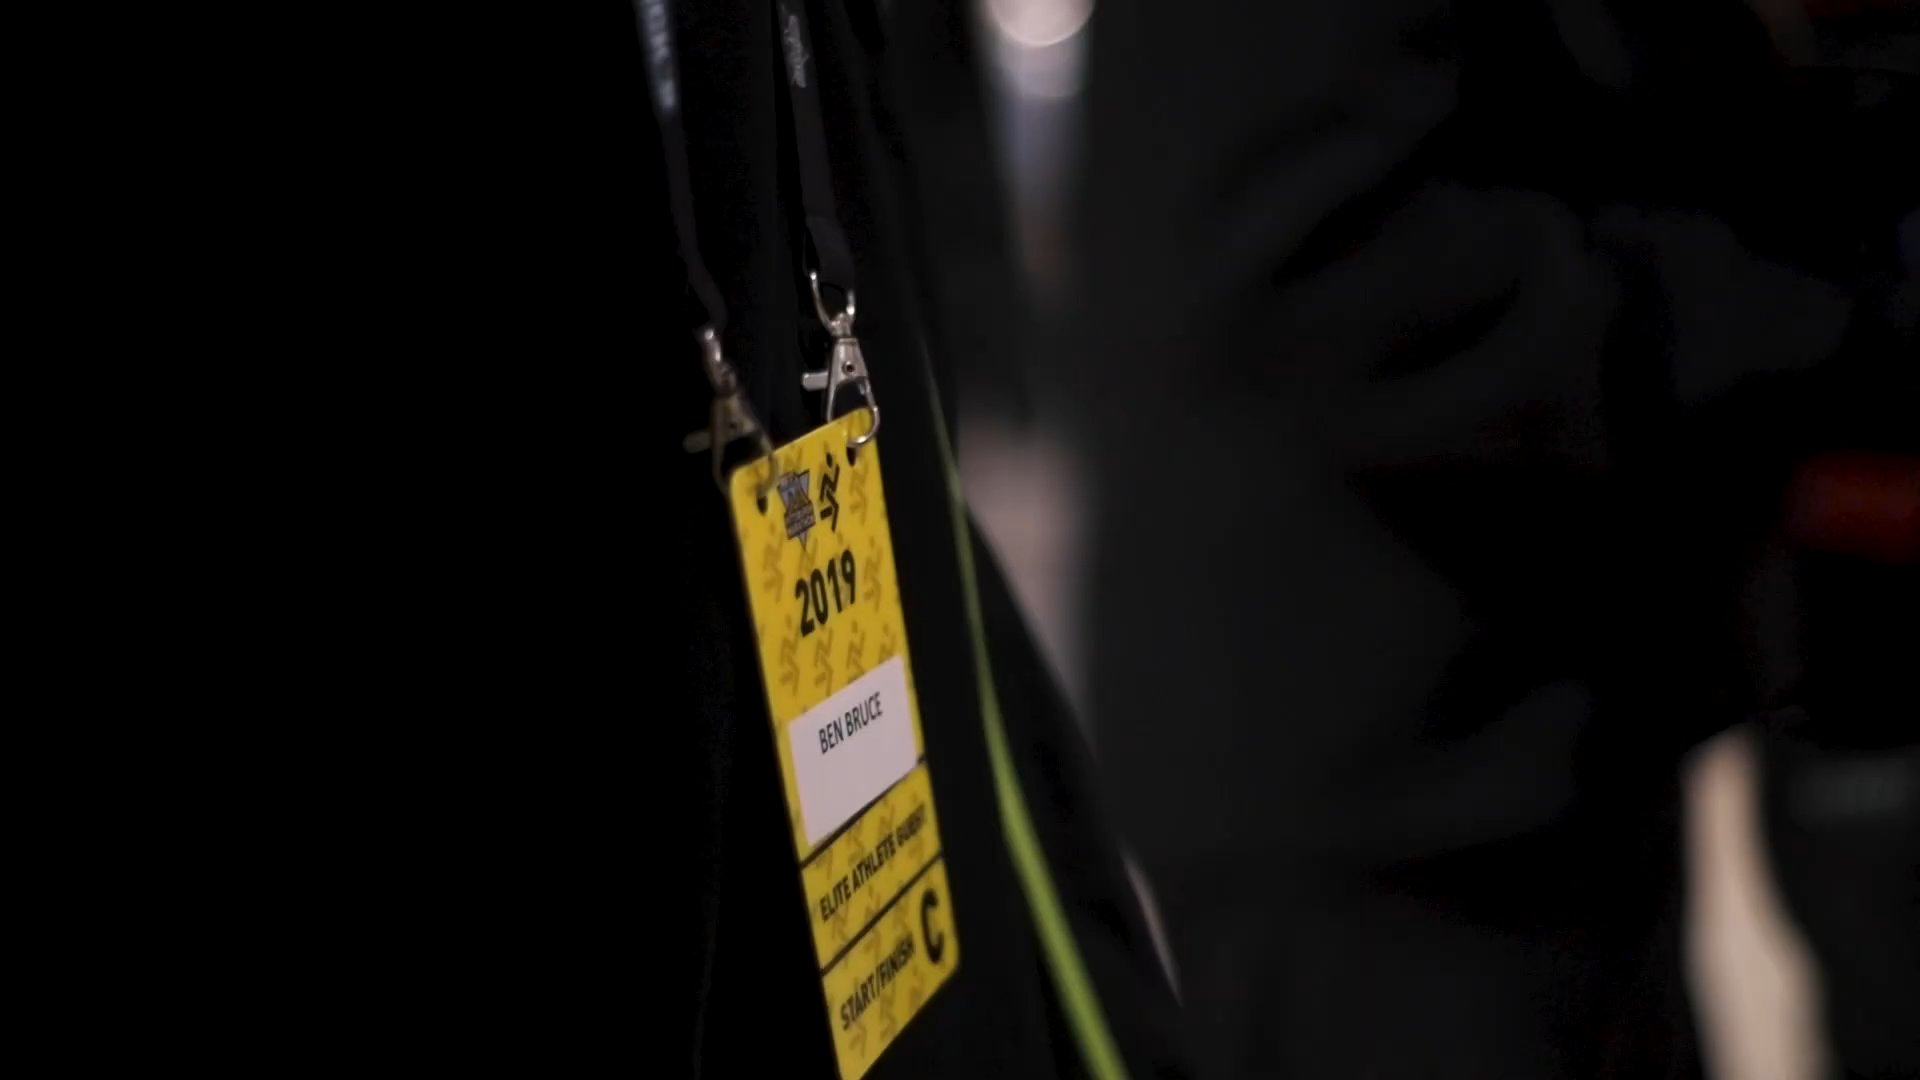 2019
BEN BRUCE
ELITE ATHLETE GUEST
START/FINISH
C